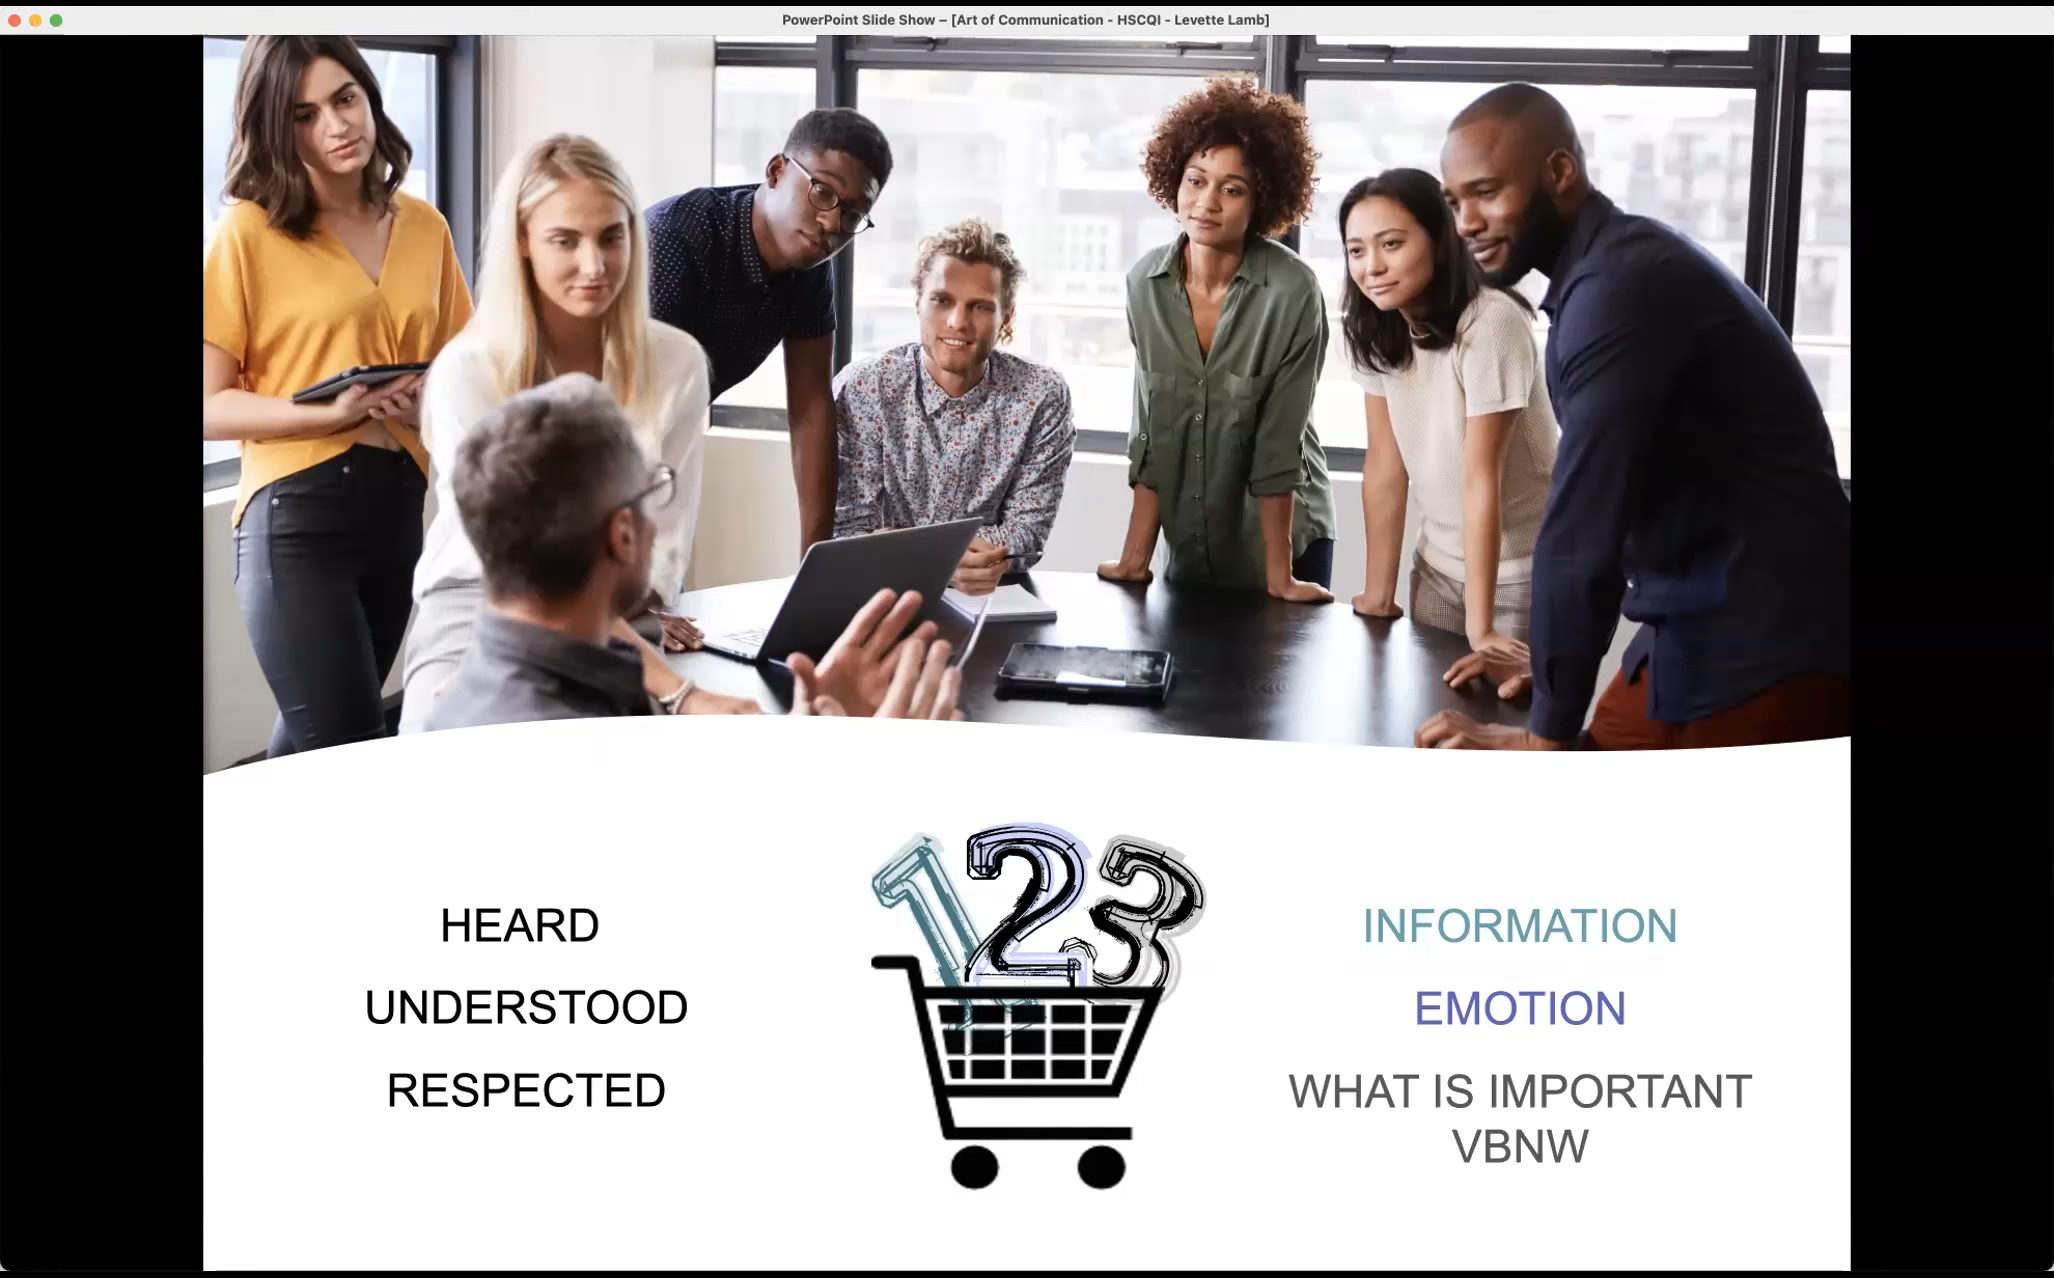 PowerPoint Slide Show – [Art of Communication - HSCQI - Levette Lamb]
HEARD
UNDERSTOOD
RESPECTED
123
INFORMATION
EMOTION
WHAT IS IMPORTANT
VBNW